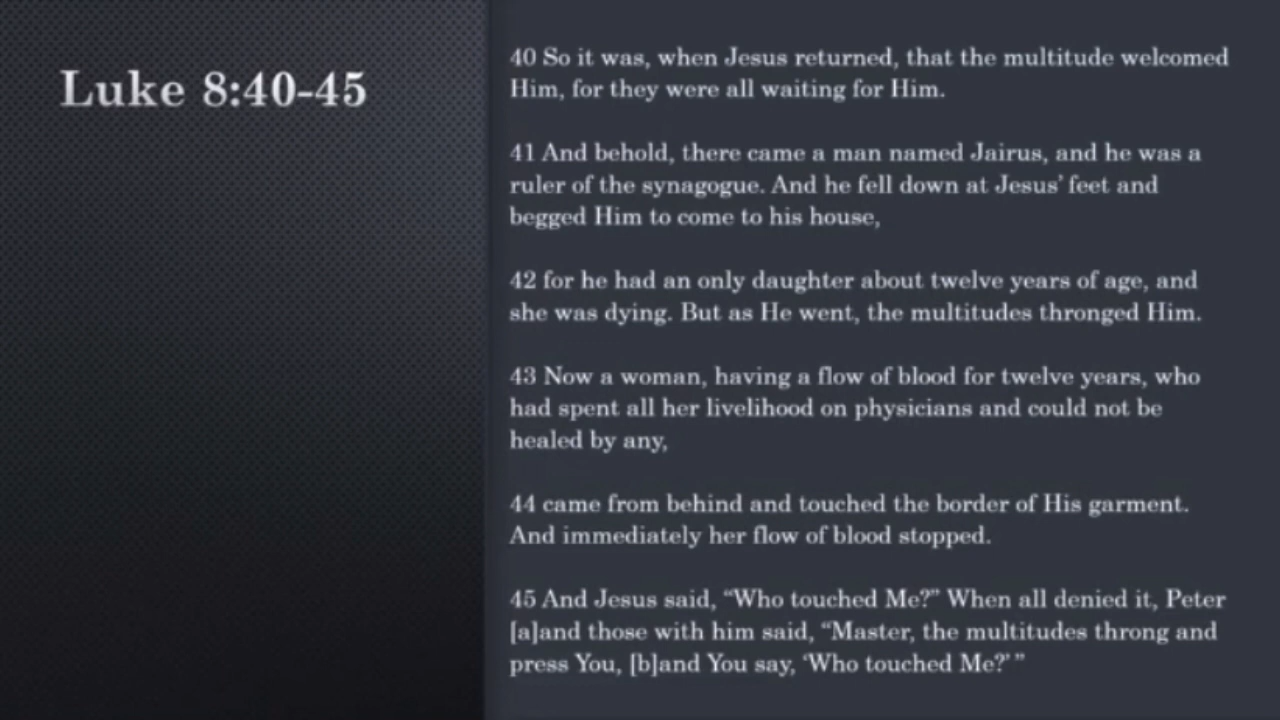 Luke 8:40-45
40 So it was, when Jesus returned, that the multitude welcomed
Him, for they were all waiting for Him.
41 And behold, there came a man named Jairus, and he was a
ruler of the synagogue. And he fell down at Jesus’ feet and
begged Him to come to his house,
42 for he had an only daughter about twelve years of age, and
she was dying. But as He went, the multitudes thronged Him.
43 Now a woman, having a flow of blood for twelve years, who
had spent all her livelihood on physicians and could not be
healed by any,
44 came from behind and touched the border of His garment.
And immediately her flow of blood stopped.
45 And Jesus said, “Who touched Me?” When all denied it, Peter
[a]and those with him said, “Master, the multitudes throng and
press You, [b]and You say, ‘Who touched Me?’ ”